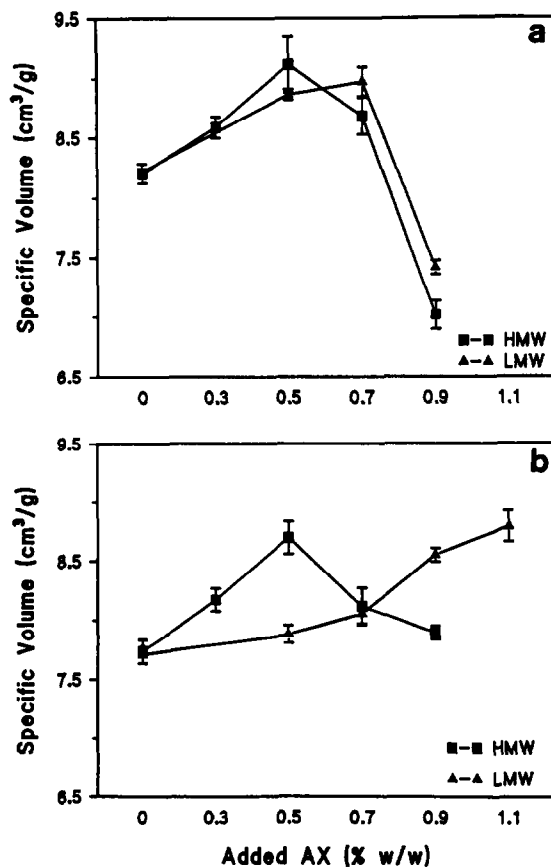 a
Specific Volume (cm³/g)
9.5
8.5
7.5
6.5
HMW
LMW
0 0.3 0.5 0.7 0.9 1.1
b
Specific Volume (cm³/g)
9.5
8.5
7.5
6.5
HMW
LMW
0 0.3 0.5 0.7 0.9 1.1
Added AX (% w/w)